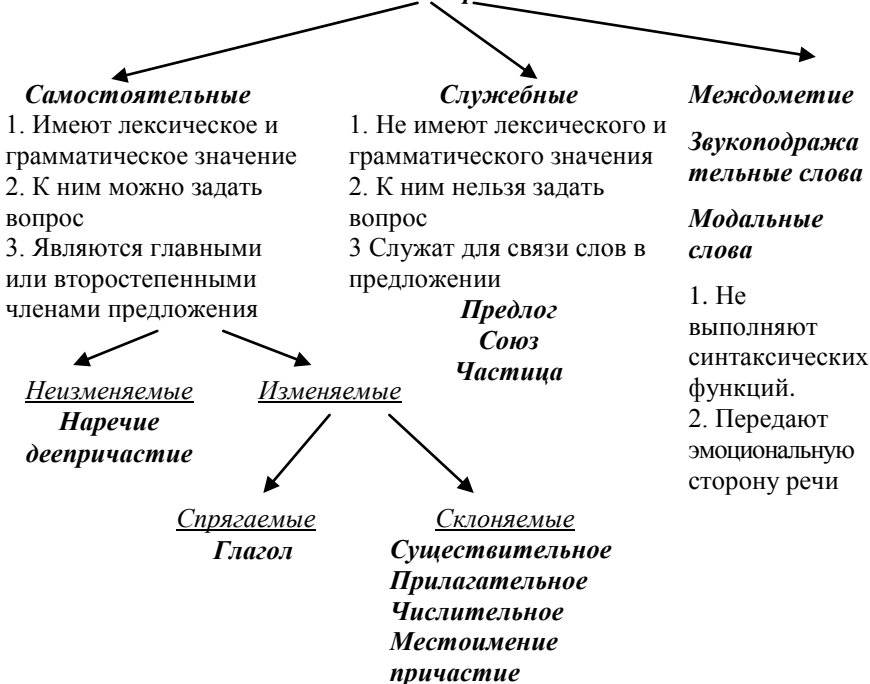 Самостоятельные
1. Имеют лексическое и
грамматическое значение
2. К ним можно задать
вопрос
3. Являются главными
или второстепенными
членами предложения
Служебные
1. Не имеют лексического и
грамматического значения
2. К ним нельзя задать
вопрос
3 Служат для связи слов в
предложении
Предлог
Союз
Частица
Междометие
Звукоподража
тельные слова
Модальные
слова
1. Не
выполняют
синтаксических
функций.
2. Передают
эмоциональную
сторону речи
Неизменяемые
Наречие
деепричастие
Изменяемые
Спрягаемые
Глагол
Склоняемые
Существительное
Прилагательное
Числительное
Местоимение
причастие